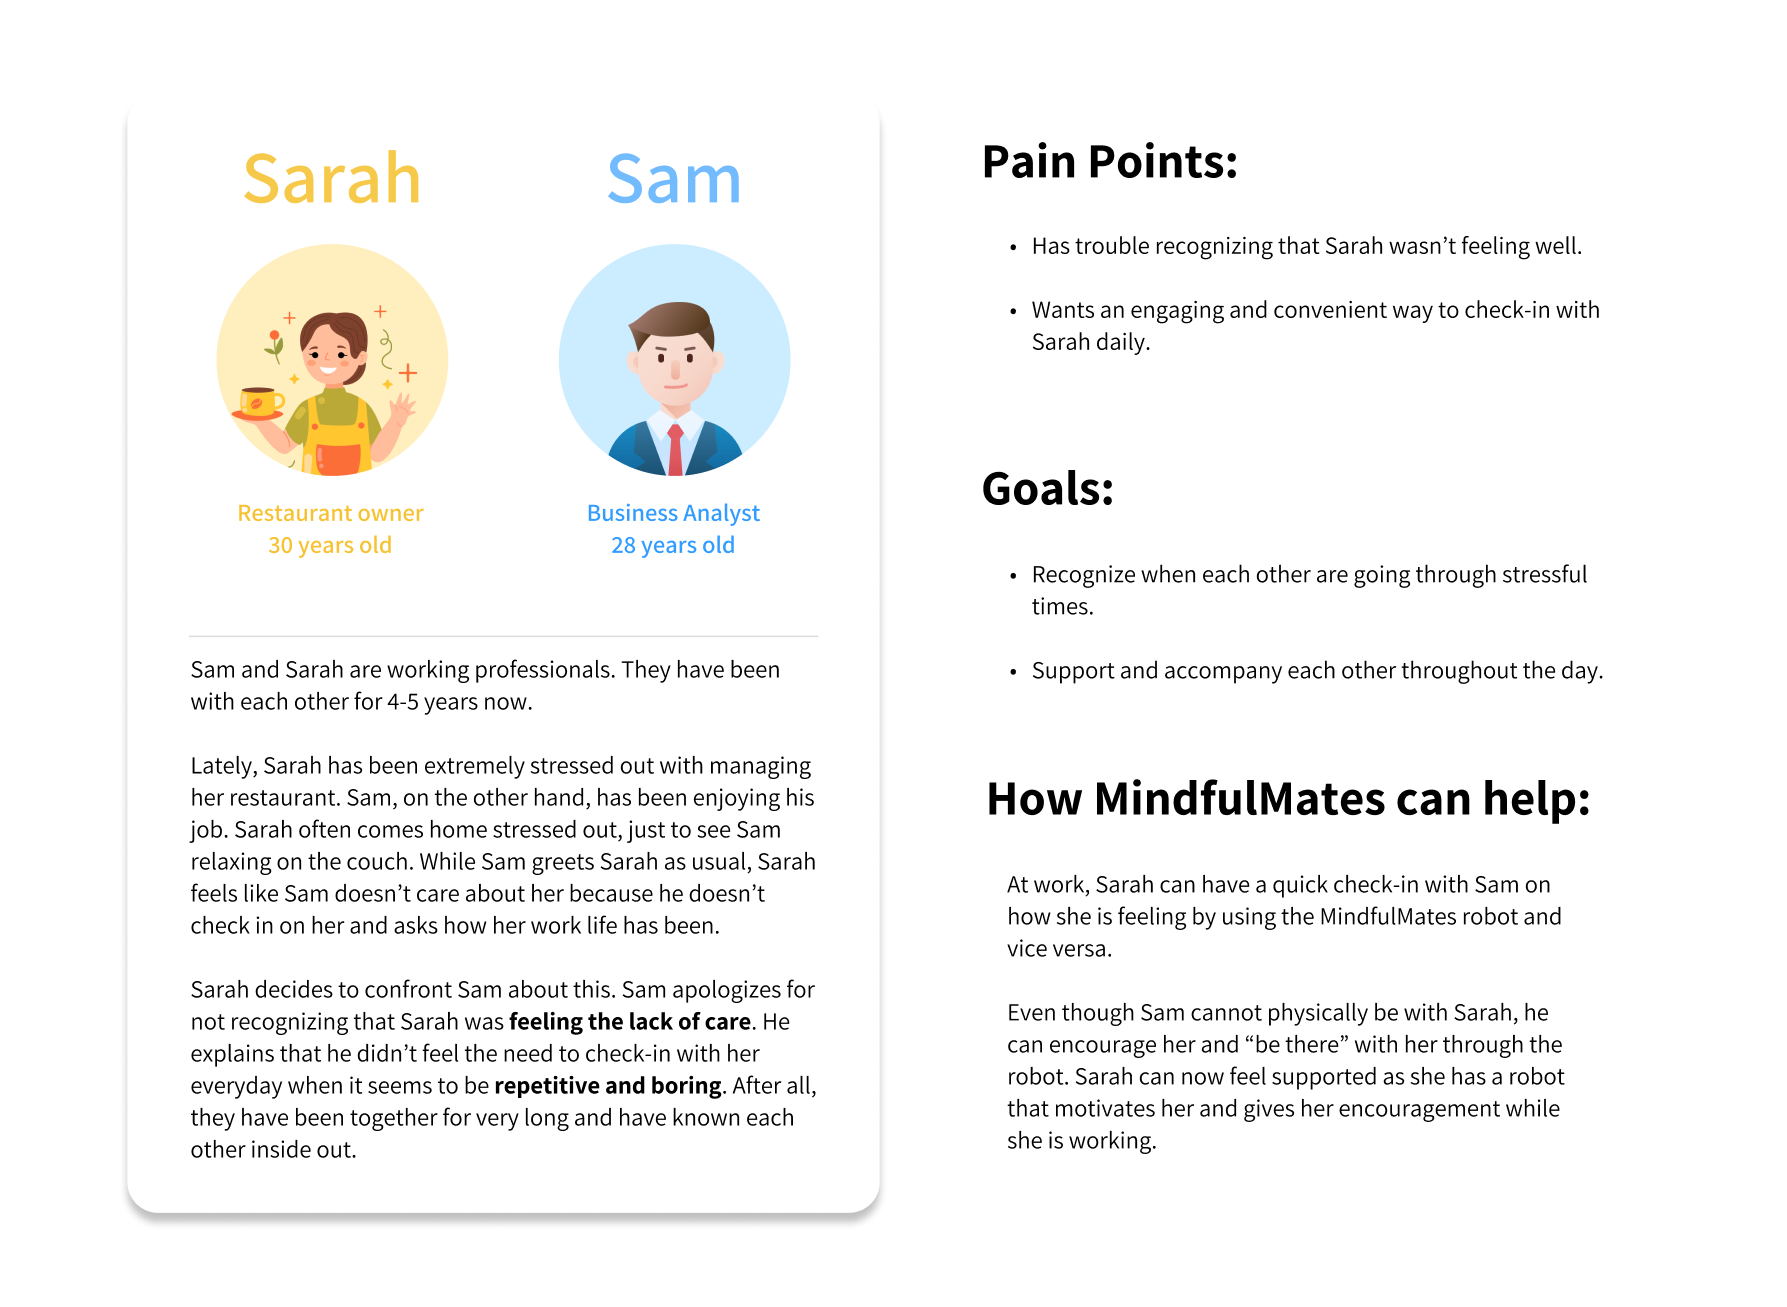 Sarah
Sam
Restaurant owner
30 years old
Business Analyst
28 years old
Sam and Sarah are working professionals. They have been
with each other for 4-5 years now.
Lately, Sarah has been extremely stressed out with managing
her restaurant. Sam, on the other hand, has been enjoying his
job. Sarah often comes home stressed out, just to see Sam
relaxing on the couch. While Sam greets Sarah as usual, Sarah
feels like Sam doesn’t care about her because he doesn’t
check in on her and asks how her work life has been.
Sarah decides to confront Sam about this. Sam apologizes for
not recognizing that Sarah was feeling the lack of care. He
explains that he didn’t feel the need to check-in with her
everyday when it seems to be repetitive and boring. After all,
they have been together for very long and have known each
other inside out.
Pain Points:
• Has trouble recognizing that Sarah wasn’t feeling well.
• Wants an engaging and convenient way to check-in with
Sarah daily.
Goals:
• Recognize when each other are going through stressful
times.
• Support and accompany each other throughout the day.
How MindfulMates can help:
At work, Sarah can have a quick check-in with Sam on
how she is feeling by using the MindfulMates robot and
vice versa.
Even though Sam cannot physically be with Sarah, he
can encourage her and “be there” with her through the
robot. Sarah can now feel supported as she has a robot
that motivates her and gives her encouragement while
she is working.